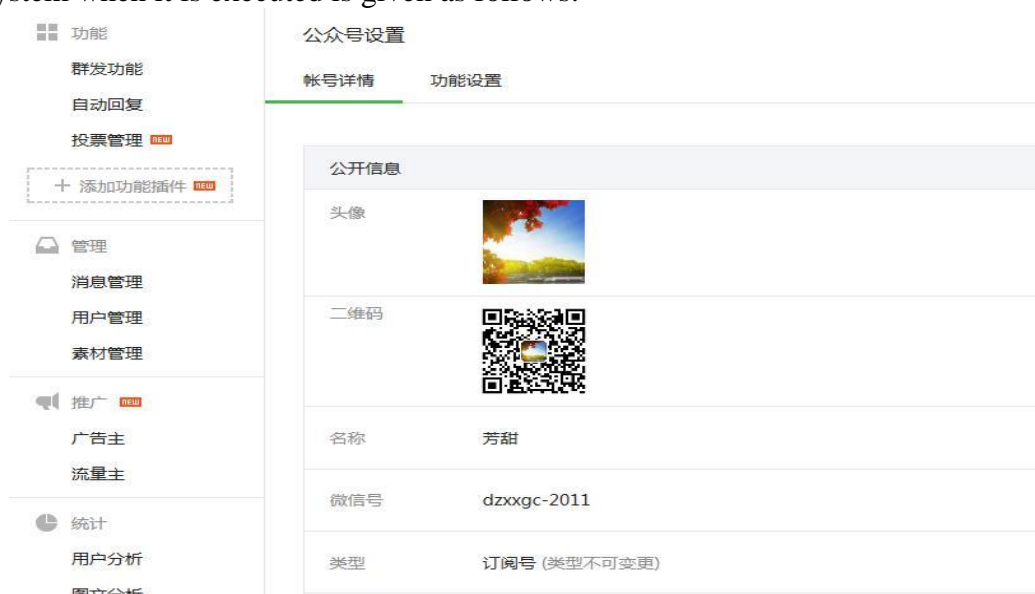 ystem when it is executed is given as follows.
功能
群发功能
自动回复
投票管理 NEW
+ 添加功能插件 NEW
管理
消息管理
用户管理
素材管理
推广 NEW
广告主
流量主
统计
用户分析
图文分析
公众号设置
帐号详情 功能设置
公开信息
头像
二维码
名称 芳甜
微信号 dzxxgc-2011
类型 订阅号 (类型不可变更)